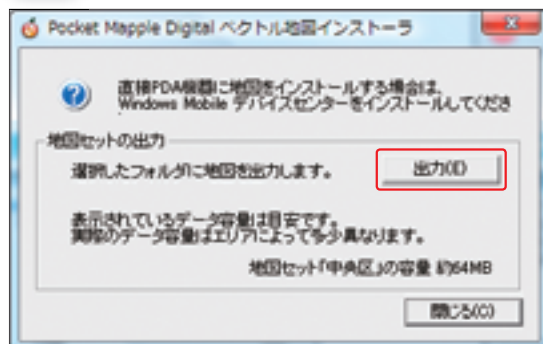 Pocket Mapple Digital ベクトル地図インストーラ
直接PDA機器に地図をインストールする場合は、
Windows Mobile デバイスセンターをインストールしてくださ
地図セットの出力
選択したフォルダに地図を出力します。
出力(I)
表示されているデータ容量は目安です。
実際のデータ容量はエリアによって多少異なります。
地図セット「中央区」の容量 約64MB
閉じる(C)